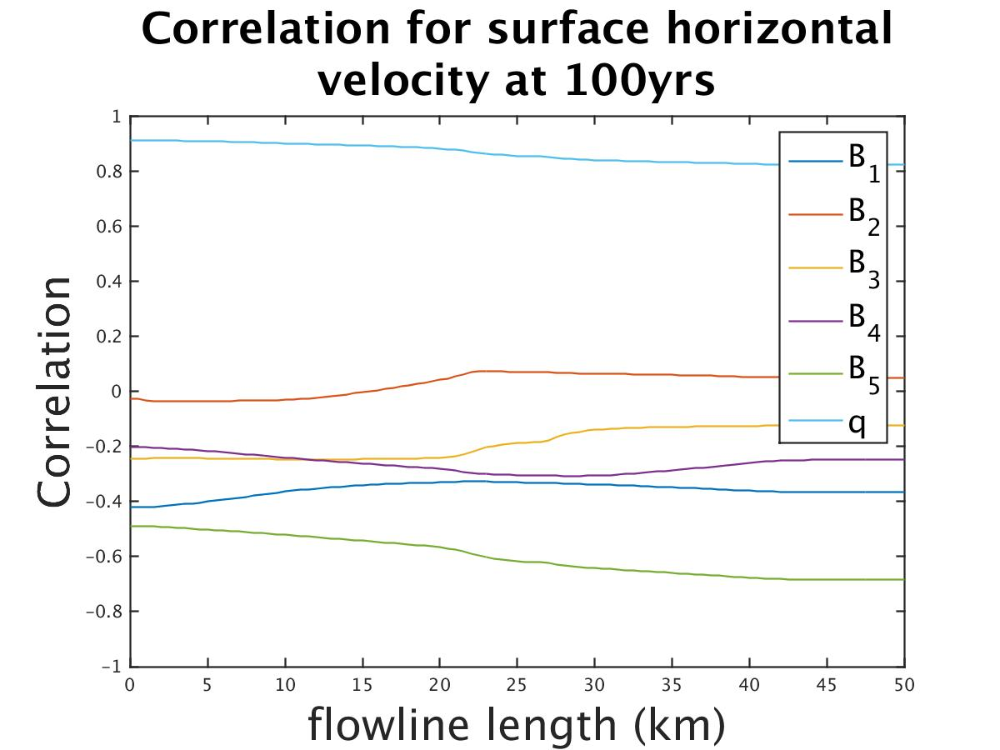 Correlation for surface horizontal
velocity at 100yrs
Correlation
1
0.8
0.6
0.4
0.2
0
−0.2
−0.4
−0.6
−0.8
−1
0 5 10 15 20 25 30 35 40 45 50
flowline length (km)
B1
B2
B3
B4
B5
q